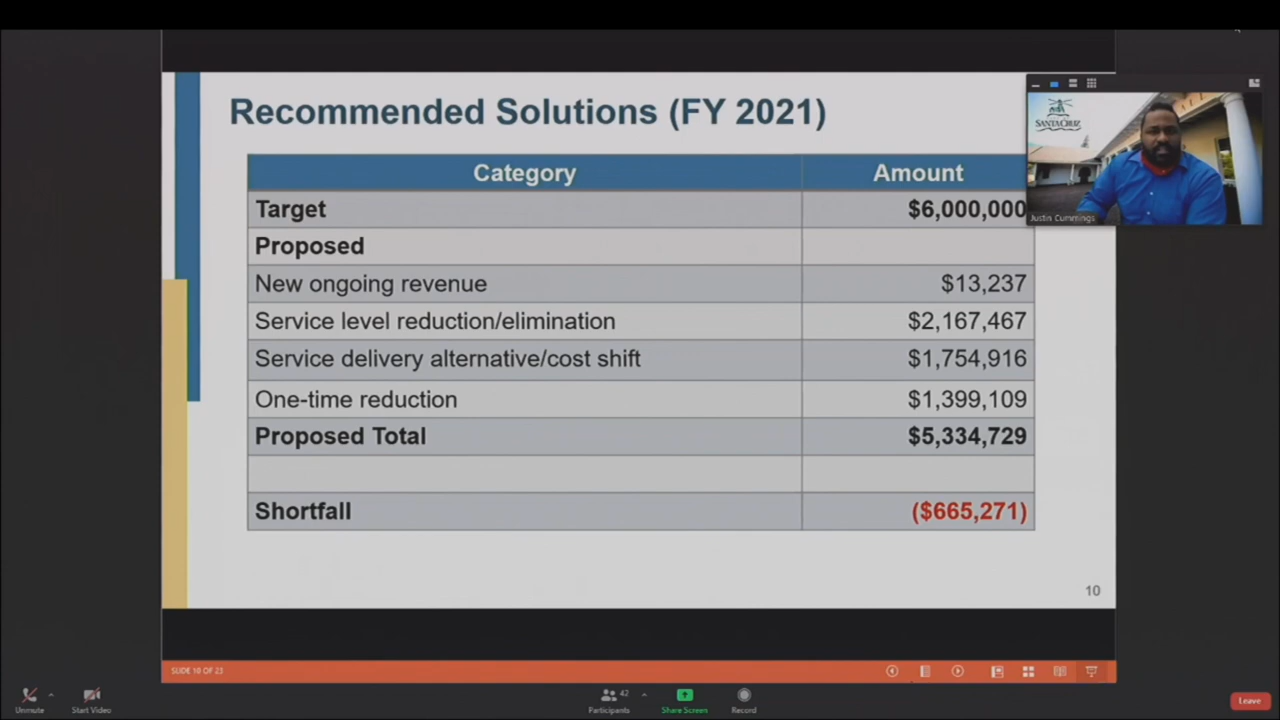 Recommended Solutions (FY 2021)
Category Amount
Target $6,000,000
Proposed
New ongoing revenue $13,237
Service level reduction/elimination $2,167,467
Service delivery alternative/cost shift $1,754,916
One-time reduction $1,399,109
Proposed Total $5,334,729
Shortfall ($665,271)
10
SANTA CRUZ
Justin Cummings
SLIDE 10 OF 23
Unmute Start Video 42 Participants Share Screen Record Leave